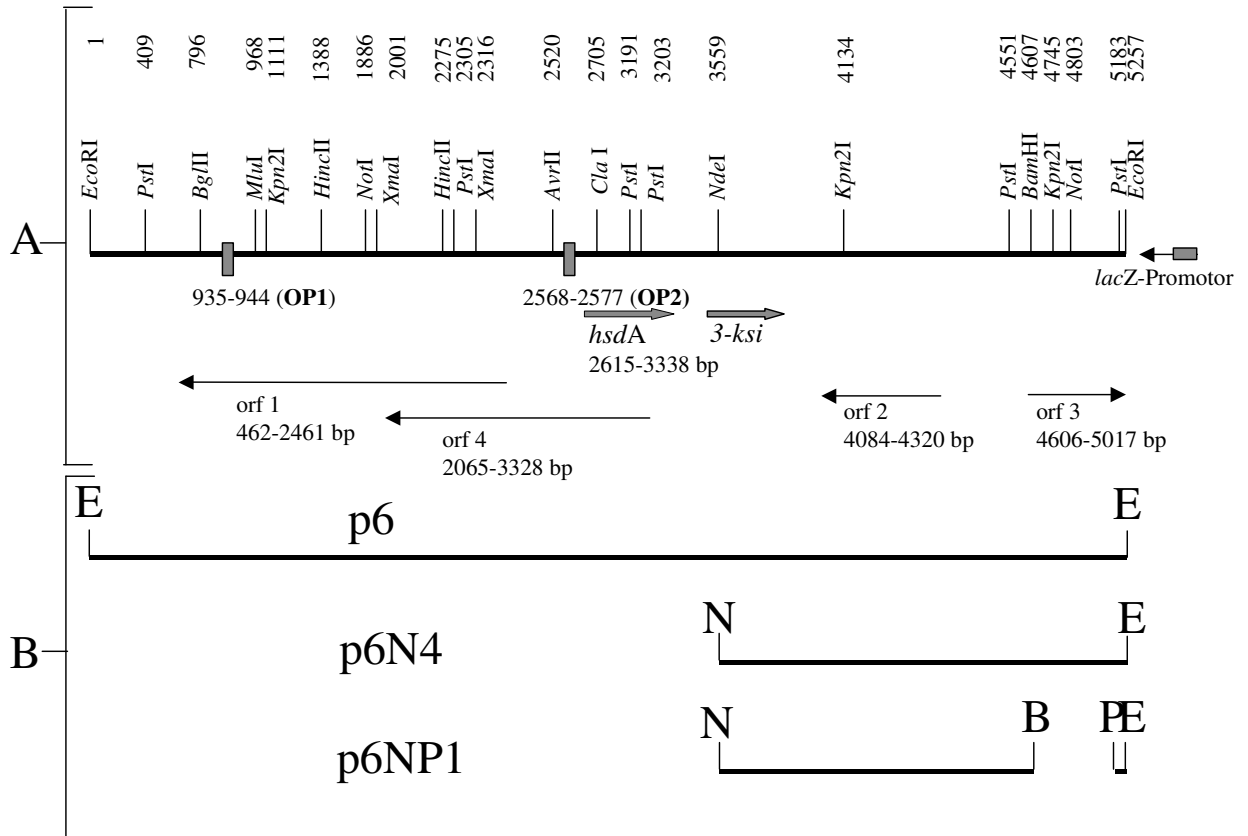 1 409 796 968 1111 1388 1886 2001 2275 2305 2316 2520 2705 3191 3203 3559 4134 4551 4607 4745 4803 5183 5257
EcoRI PstI BglII MluI Kpn2I HincII NotI XmaI HincII PstI XmaI AvrII Cla I PstI PstI NdeI Kpn2I PstI BamHI Kpn2I NotI PstI EcoRI
A
lacZ-Promotor
935-944 (OP1) 2568-2577 (OP2)
hsdA 3-ksi
2615-3338 bp
orf 1
462-2461 bp
orf 4
2065-3328 bp
orf 2
4084-4320 bp
orf 3
4606-5017 bp
E p6 E
B
p6N4 N E
p6NP1 N B P E